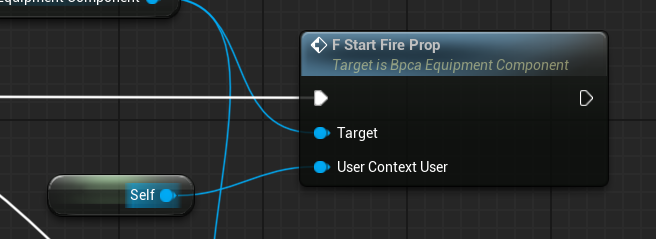 Equipment Component
F Start Fire Prop
Target is Bpca Equipment Component
Target
User Context User
Self